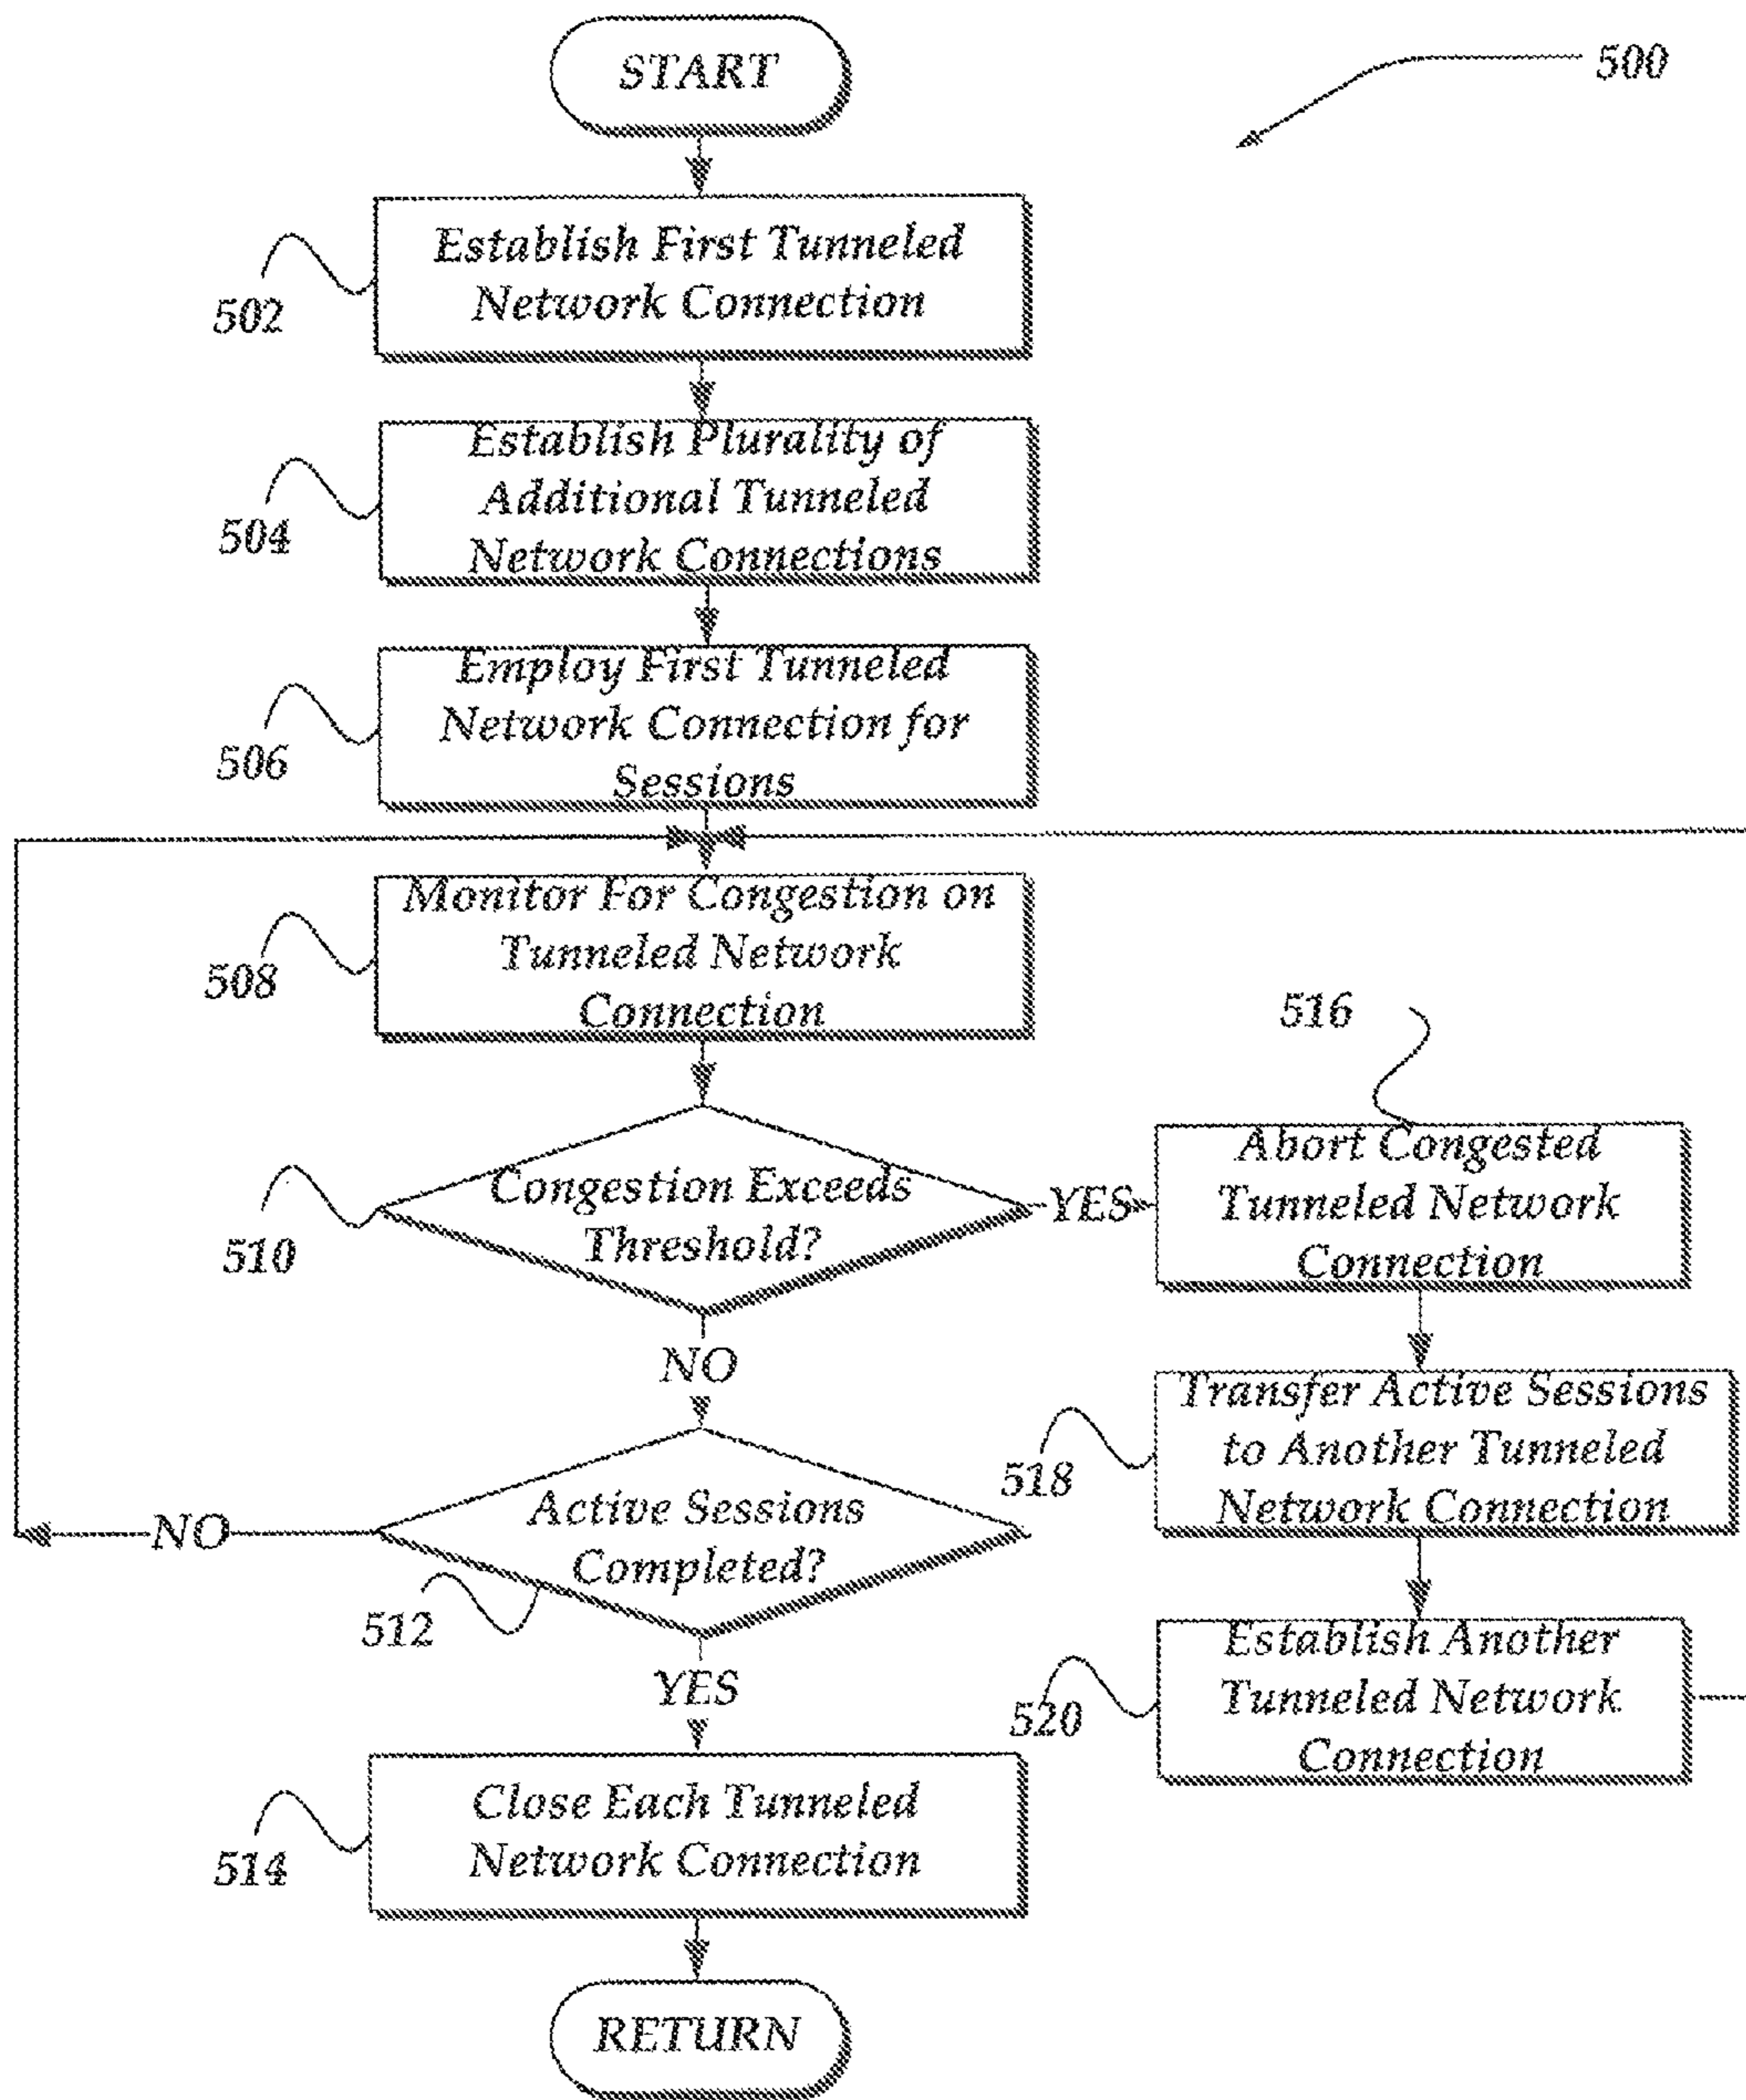 START
500
Establish First Tunneled
Network Connection
502
Establish Plurality of
Additional Tunneled
Network Connections
504
Employ First Tunneled
Network Connection for
Sessions
506
Monitor For Congestion on
Tunneled Network
Connection
508
Congestion Exceeds
Threshold?
510
YES
516
Abort Congested
Tunneled Network
Connection
NO
Transfer Active Sessions
to Another Tunneled
Network Connection
518
Active Sessions
Completed?
512
NO
YES
Establish Another
Tunneled Network
Connection
520
Close Each Tunneled
Network Connection
514
RETURN